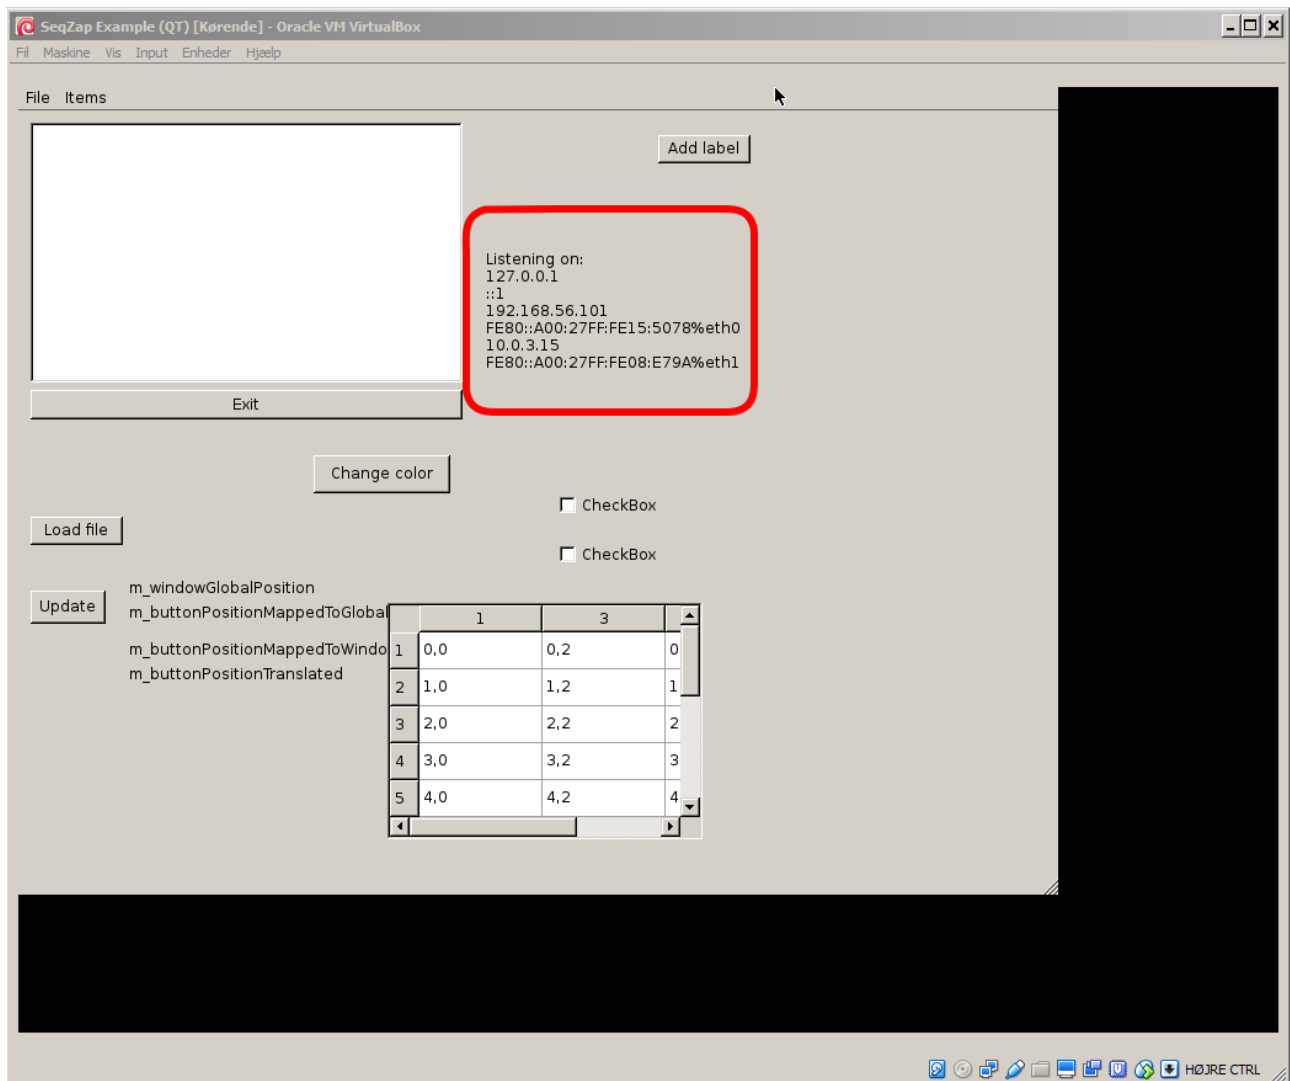 SeqZap Example (QT) [Kørende] - Oracle VM VirtualBox
Fil Maskine Vis Input Enheder Hjælp
File Items
Add label
Listening on:
127.0.0.1
::1
192.168.56.101
FE80::A00:27FF:FE15:5078%eth0
10.0.3.15
FE80::A00:27FF:FE08:E79A%eth1
Exit
Change color
CheckBox
Load file
CheckBox
m_windowGlobalPosition
Update
m_buttonPositionMappedToGlobal
m_buttonPositionMappedToWindo
m_buttonPositionTranslated
1 3
1 0,0 0,2 0
2 1,0 1,2 1
3 2,0 2,2 2
4 3,0 3,2 3
5 4,0 4,2 4
HØJRE CTRL